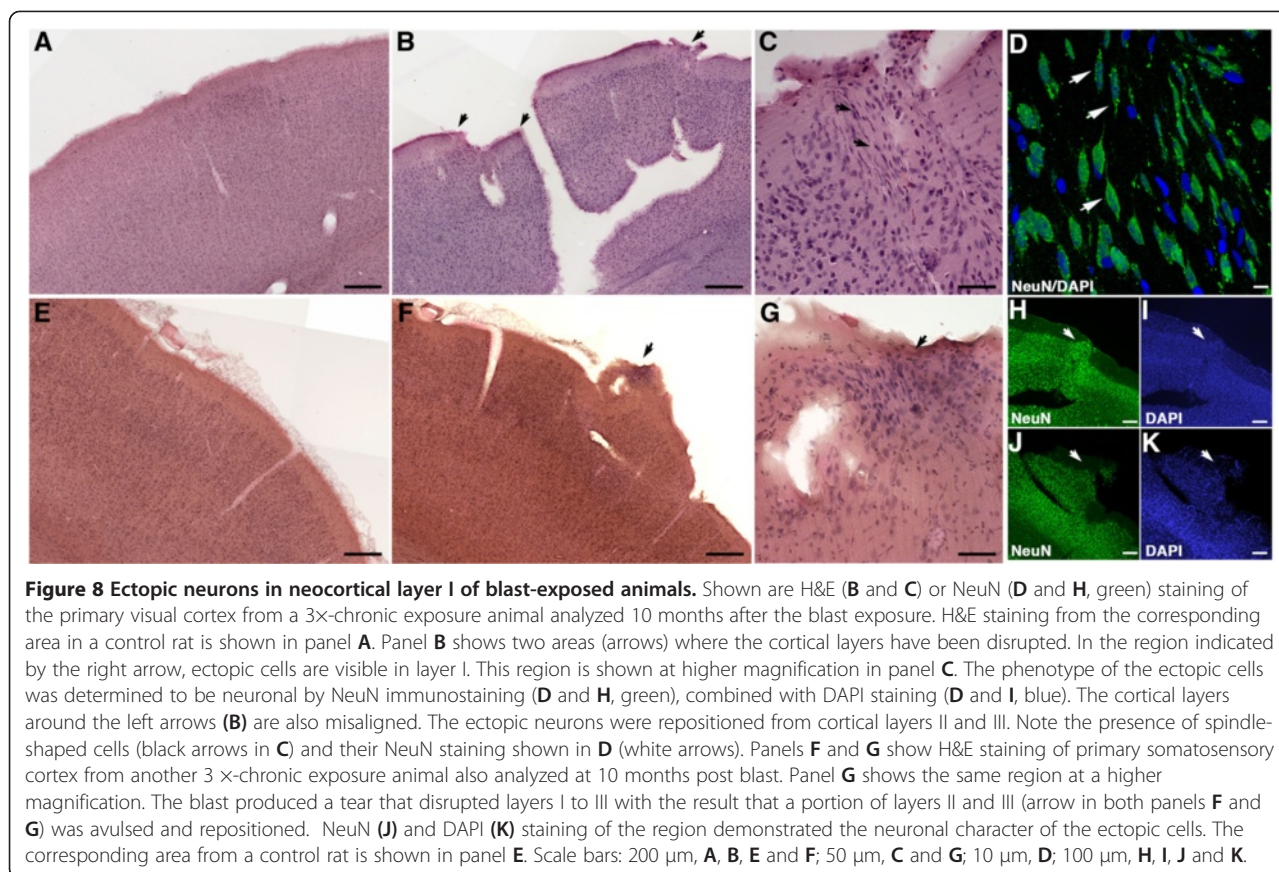 A
B
C
D
NeuN/DAPI
E
F
G
H
I
NeuN
DAPI
J
K
NeuN
DAPI
Figure 8 Ectopic neurons in neocortical layer I of blast-exposed animals. Shown are H&E (B and C) or NeuN (D and H, green) staining of
the primary visual cortex from a 3×-chronic exposure animal analyzed 10 months after the blast exposure. H&E staining from the corresponding
area in a control rat is shown in panel A. Panel B shows two areas (arrows) where the cortical layers have been disrupted. In the region indicated
by the right arrow, ectopic cells are visible in layer I. This region is shown at higher magnification in panel C. The phenotype of the ectopic cells
was determined to be neuronal by NeuN immunostaining (D and H, green), combined with DAPI staining (D and I, blue). The cortical layers
around the left arrows (B) are also misaligned. The ectopic neurons were repositioned from cortical layers II and III. Note the presence of spindle-
shaped cells (black arrows in C) and their NeuN staining shown in D (white arrows). Panels F and G show H&E staining of primary somatosensory
cortex from another 3 ×-chronic exposure animal also analyzed at 10 months post blast. Panel G shows the same region at a higher
magnification. The blast produced a tear that disrupted layers I to III with the result that a portion of layers II and III (arrow in both panels F and
G) was avulsed and repositioned. NeuN (J) and DAPI (K) staining of the region demonstrated the neuronal character of the ectopic cells. The
corresponding area from a control rat is shown in panel E. Scale bars: 200 μm, A, B, E and F; 50 μm, C and G; 10 μm, D; 100 μm, H, I, J and K.